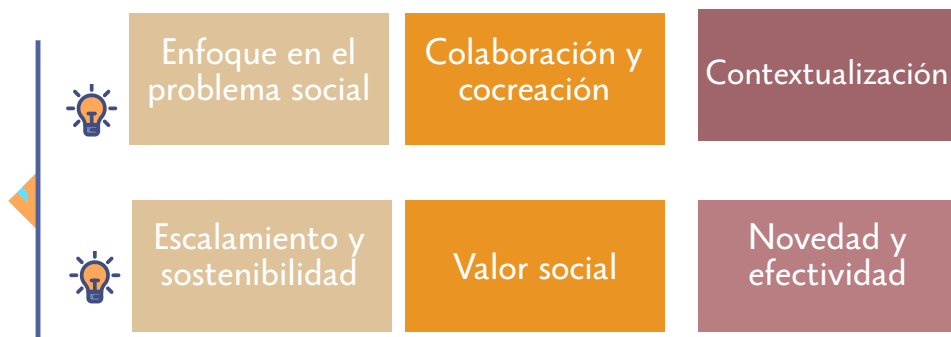 Enfoque en el
problema social
Colaboración y
cocreación
Contextualización
Escalamiento y
sostenibilidad
Valor social
Novedad y
efectividad